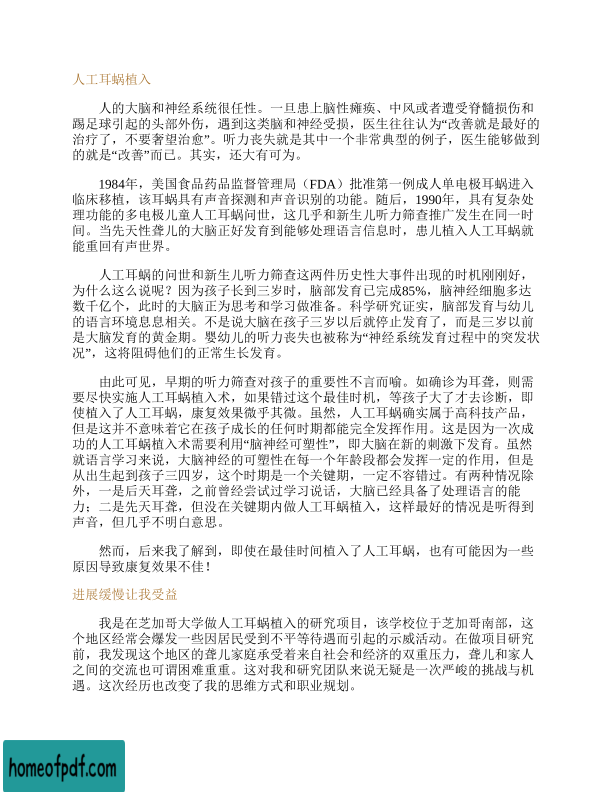 人工耳蜗植入
人的大脑和神经系统很任性。一旦患上脑性瘫痪、中风或者遭受脊髓损伤和
踢足球引起的头部外伤，遇到这类脑和神经受损，医生往往认为“改善就是最好的
治疗了，不要奢望治愈”。听力丧失就是其中一个非常典型的例子，医生能够做到
的就是“改善”而已。其实，还大有可为。
1984年，美国食品药品监督管理局（FDA）批准第一例成人单电极耳蜗进入
临床移植，该耳蜗具有声音探测和声音识别的功能。随后，1990年，具有复杂处
理功能的多电极儿童人工耳蜗问世，这几乎和新生儿听力筛查推广发生在同一时
间。当先天性聋儿的大脑正好发育到能够处理语言信息时，患儿植入人工耳蜗就
能重回有声世界。
人工耳蜗的问世和新生儿听力筛查这两件历史性大事件出现的时机刚刚好，
为什么这么说呢？因为孩子长到三岁时，脑部发育已完成85%，脑神经细胞多达
数千亿个，此时的大脑正为思考和学习做准备。科学研究证实，脑部发育与幼儿
的语言环境息息相关。不是说大脑在孩子三岁以后就停止发育了，而是三岁以前
是大脑发育的黄金期。婴幼儿的听力丧失也被称为“神经系统发育过程中的突发状
况”，这将阻碍他们的正常生长发育。
由此可见，早期的听力筛查对孩子的重要性不言而喻。如确诊为耳聋，则需
要尽快实施人工耳蜗植入术，如果错过这个最佳时机，等孩子大了才去诊断，即
使植入了人工耳蜗，康复效果微乎其微。虽然，人工耳蜗确实属于高科技产品，
但是这并不意味着它在孩子成长的任何时期都能完全发挥作用。这是因为一次成
功的人工耳蜗植入术需要利用“脑神经可塑性”，即大脑在新的刺激下发育。虽然
就语言学习来说，大脑神经的可塑性在每一个年龄段都会发挥一定的作用，但是
从出生起到孩子三四岁，这个时期是一个关键期，一定不容错过。有两种情况除
外，一是后天耳聋，之前曾经尝试过学习说话，大脑已经具备了处理语言的能
力；二是先天耳聋，但没在关键期内做人工耳蜗植入，这样最好的情况是听得到
声音，但几乎不明白意思。
然而，后来我了解到，即使在最佳时间植入了人工耳蜗，也有可能因为一些
原因导致康复效果不佳！
进展缓慢让我受益
我是在芝加哥大学做人工耳蜗植入的研究项目，该学校位于芝加哥南部，这
个地区经常会爆发一些因居民受到不平等待遇而引起的示威活动。在做项目研究
前，我发现这个地区的聋儿家庭承受着来自社会和经济的双重压力，聋儿和家人
之间的交流也可谓困难重重。这对我和研究团队来说无疑是一次严峻的挑战与机
遇。这次经历也改变了我的思维方式和职业规划。
homeofpdf.com